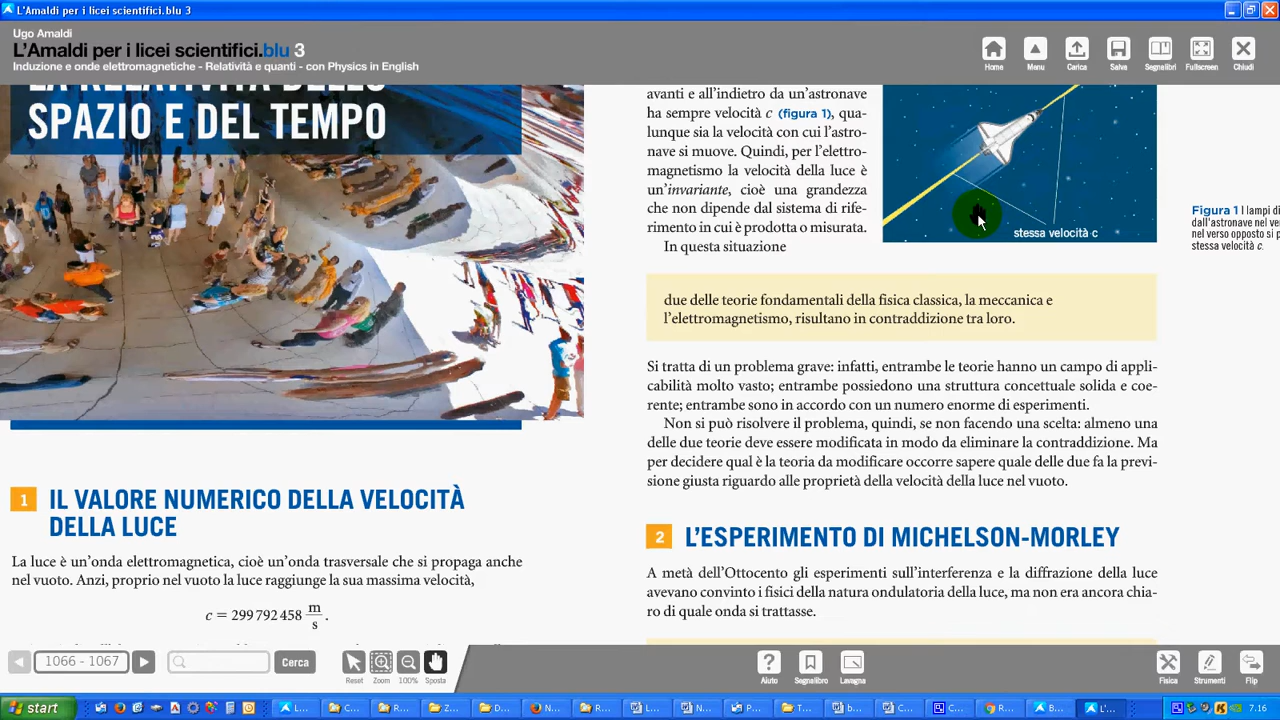 L'Amaldi per i licei scientifici.blu 3
Ugo Amaldi
L'Amaldi per i licei scientifici.blu 3
Induzione e onde elettromagnetiche - Relatività e quanti - con Physics in English
Home
Menu
Carica
Salva
Segnalibri
Fullscreen
Chiudi
LA RELATIVITÀ DELLO
SPAZIO E DEL TEMPO
1 IL VALORE NUMERICO DELLA VELOCITÀ
DELLA LUCE
La luce è un'onda elettromagnetica, cioè un'onda trasversale che si propaga anche
nel vuoto. Anzi, proprio nel vuoto la luce raggiunge la sua massima velocità,
c = 299 792 458 m/s.
avanti e all'indietro da un'astronave
ha sempre velocità c (figura 1), qua-
lunque sia la velocità con cui l'astro-
nave si muove. Quindi, per l'elettro-
magnetismo la velocità della luce è
un'invariante, cioè una grandezza
che non dipende dal sistema di rife-
rimento in cui è prodotta o misurata.
In questa situazione
stessa velocità c
Figura 1 I lampi di
dall'astronave nel ver
nel verso opposto si p
stessa velocità c.
due delle teorie fondamentali della fisica classica, la meccanica e
l'elettromagnetismo, risultano in contraddizione tra loro.
Si tratta di un problema grave: infatti, entrambe le teorie hanno un campo di appli-
cabilità molto vasto; entrambe possiedono una struttura concettuale solida e coe-
rente; entrambe sono in accordo con un numero enorme di esperimenti.
Non si può risolvere il problema, quindi, se non facendo una scelta: almeno una
delle due teorie deve essere modificata in modo da eliminare la contraddizione. Ma
per decidere qual è la teoria da modificare occorre sapere quale delle due fa la previ-
sione giusta riguardo alle proprietà della velocità della luce nel vuoto.
2 L'ESPERIMENTO DI MICHELSON-MORLEY
A metà dell'Ottocento gli esperimenti sull'interferenza e la diffrazione della luce
avevano convinto i fisici della natura ondulatoria della luce, ma non era ancora chia-
ro di quale onda si trattasse.
1066 - 1067
Cerca
Reset
Zoom
100%
Sposta
Aiuto
Segnalibro
Lavagna
Fisica
Strumenti
Flip
start
L...
C...
R...
Z...
D...
N...
R...
L...
N...
P...
b...
C...
C...
R...
B...
L'...
7.16